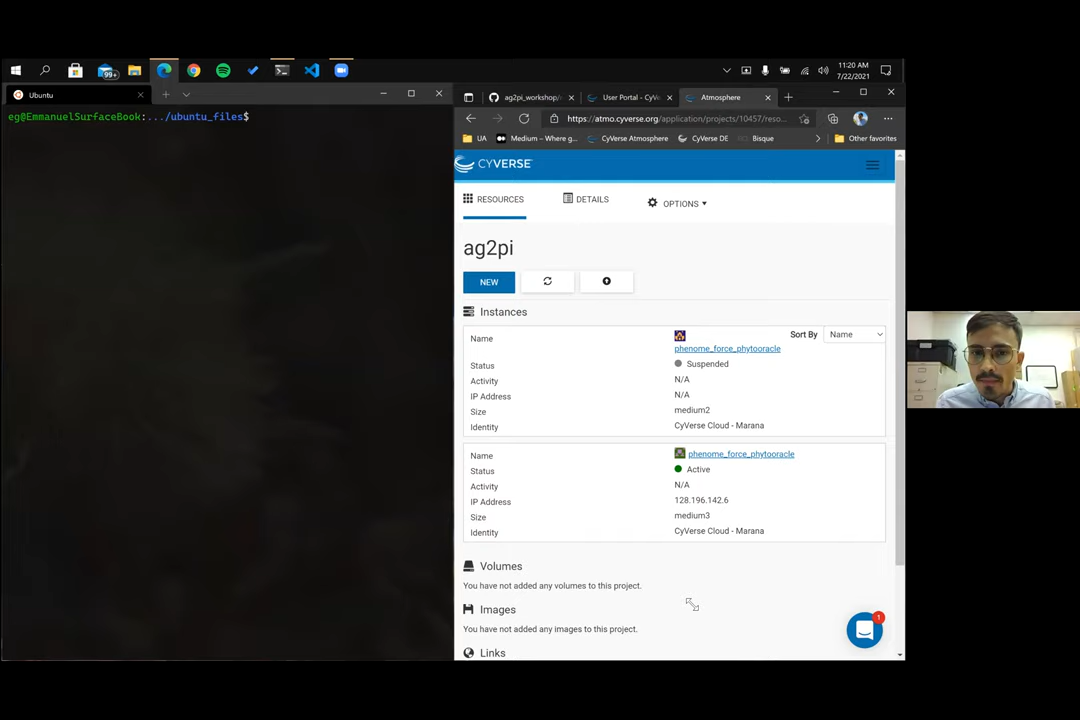 99+
11:20 AM
7/22/2021
Ubuntu
eg@EmmanuelSurfaceBook:.../ubuntu_files$
ag2pi_workshop/
User Portal - CyVe
Atmosphere
https://atmo.cyverse.org/application/projects/10457/reso...
UA
Medium – Where g...
CyVerse Atmosphere
CyVerse DE
Bisque
Other favorites
CYVERSE
RESOURCES
DETAILS
OPTIONS
ag2pi
NEW
Instances
Sort By
Name
Name
phenome_force_phytooracle
Status
Suspended
Activity
N/A
IP Address
N/A
Size
medium2
Identity
CyVerse Cloud - Marana
Name
phenome_force_phytooracle
Status
Active
Activity
N/A
IP Address
128.196.142.6
Size
medium3
Identity
CyVerse Cloud - Marana
Volumes
You have not added any volumes to this project.
Images
You have not added any images to this project.
Links
1